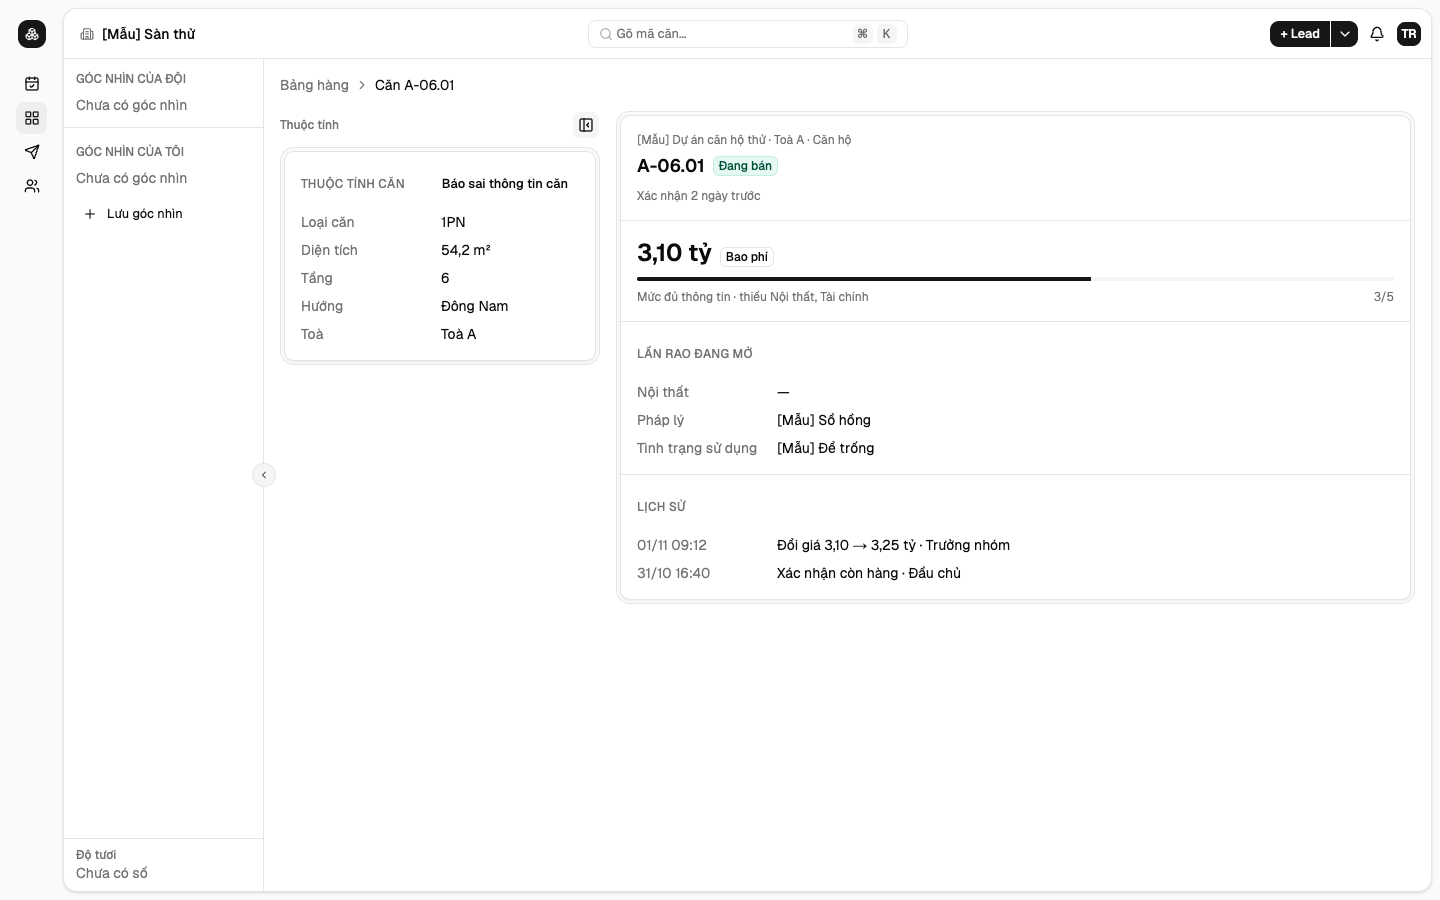 [Mẫu] Sàn thử
Gõ mã căn...
⌘ K
+ Lead
TR
GÓC NHÌN CỦA ĐỘI
Chưa có góc nhìn
GÓC NHÌN CỦA TÔI
Chưa có góc nhìn
+ Lưu góc nhìn
Độ tươi
Chưa có số
Bảng hàng > Căn A-06.01
Thuộc tính
THUỘC TÍNH CĂN Báo sai thông tin căn
Loại căn 1PN
Diện tích 54,2 m²
Tầng 6
Hướng Đông Nam
Toà Toà A
[Mẫu] Dự án căn hộ thử · Toà A · Căn hộ
A-06.01 Đang bán
Xác nhận 2 ngày trước
3,10 tỷ Bao phí
Mức đủ thông tin · thiếu Nội thất, Tài chính 3/5
LẦN RAO ĐANG MỞ
Nội thất —
Pháp lý [Mẫu] Sổ hồng
Tình trạng sử dụng [Mẫu] Để trống
LỊCH SỬ
01/11 09:12 Đổi giá 3,10 → 3,25 tỷ · Trưởng nhóm
31/10 16:40 Xác nhận còn hàng · Đầu chủ